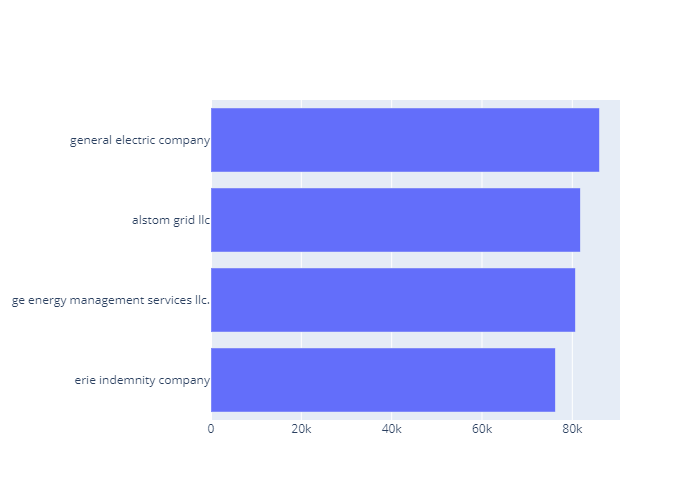 general electric company
alstom grid llc
ge energy management services llc.
erie indemnity company
0 20k 40k 60k 80k